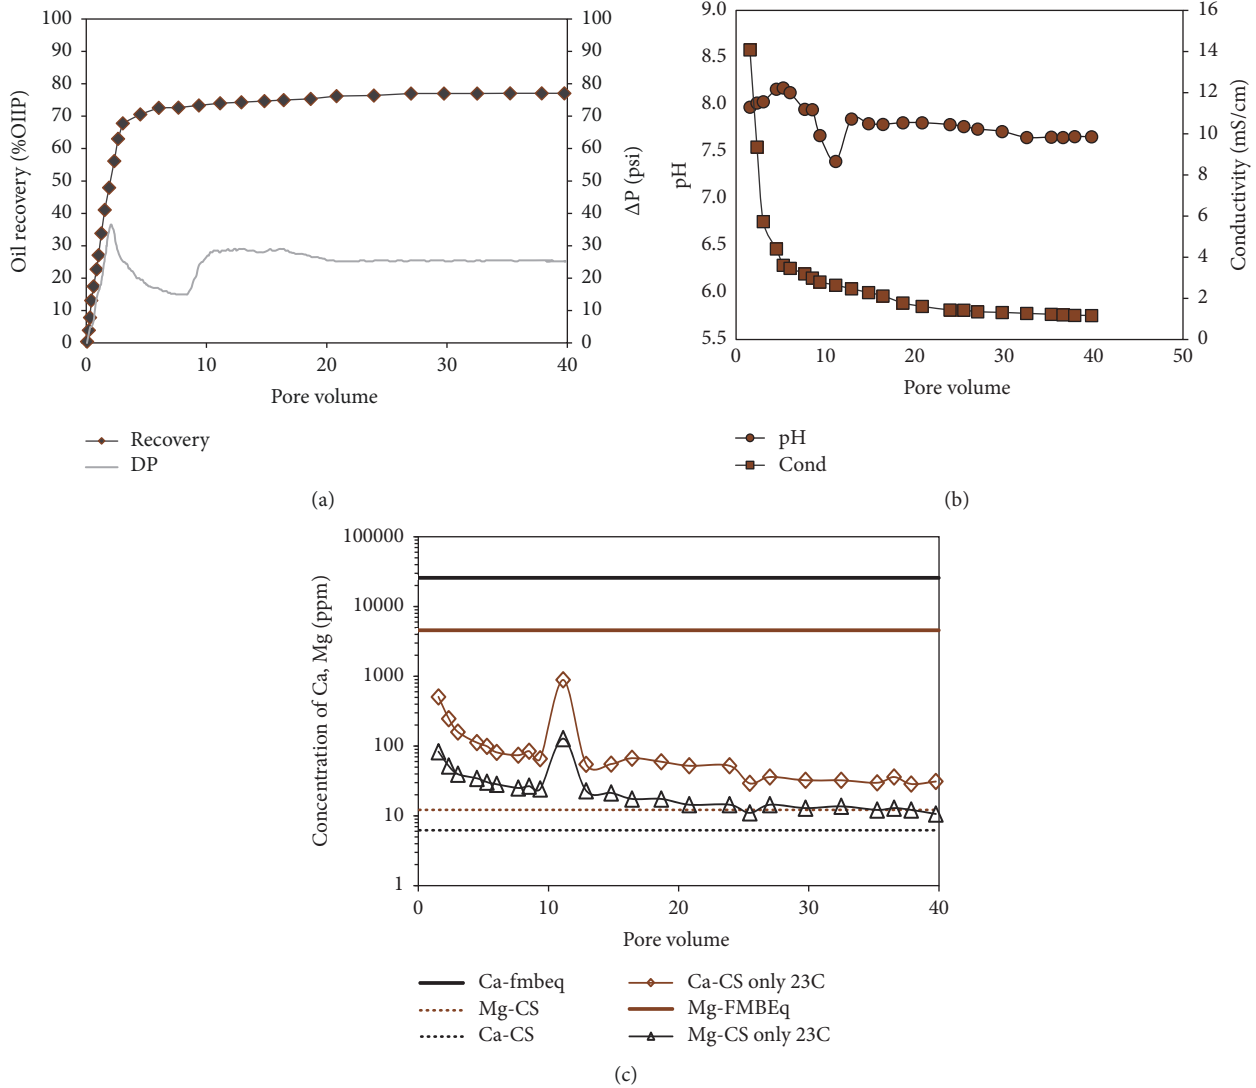 100
90
80
70
60
50
40
30
20
10
0
Oil recovery (%OIIP)
100
90
80
70
60
50
40
30
20
10
0
ΔP (psi)
0 10 20 30 40
Pore volume
Recovery
DP
(a)
9.0
8.5
8.0
7.5
7.0
6.5
6.0
5.5
pH
16
14
12
10
8
6
4
2
0
Conductivity (mS/cm)
0 10 20 30 40 50
Pore volume
pH
Cond
(b)
100000
10000
1000
100
10
1
Concentration of Ca, Mg (ppm)
0 10 20 30 40
Pore volume
Ca-fmbeq
Mg-CS
Ca-CS
Ca-CS only 23C
Mg-FMBEq
Mg-CS only 23C
(c)